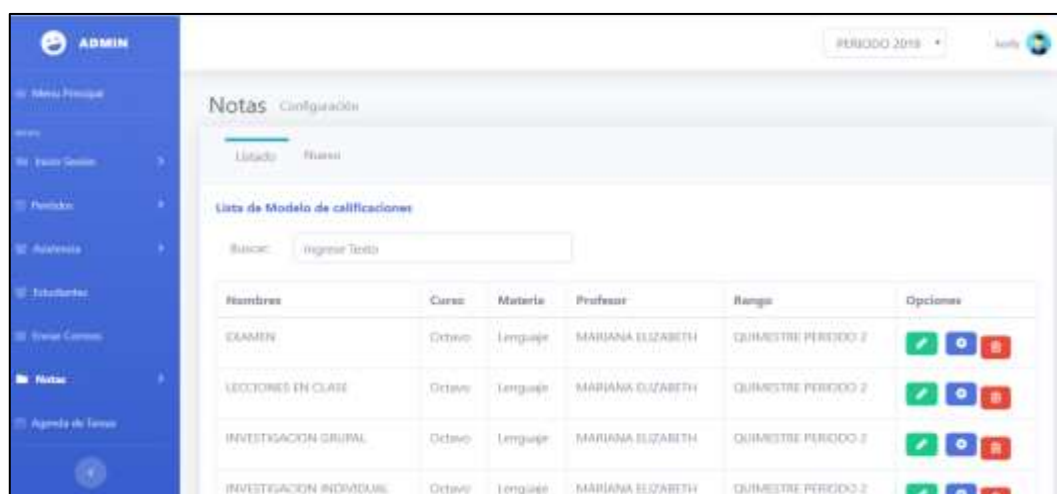 ADMIN
PERIODO 2019
Menu Principal
Notas Configuración
Listado Nuevo
Inicio Sesion
Periodos
Lista de Modelo de calificaciones
Asistencia
Buscar: Ingrese Texto
Estudiantes
Nombres Curso Materia Profesor Rango Opciones
Enviar Correos
EXAMEN Octavo Lenguaje MARIANA ELIZABETH QUIMESTRE PERIODO 2
Notas
LECCIONES EN CLASE Octavo Lenguaje MARIANA ELIZABETH QUIMESTRE PERIODO 2
Agenda de Tareas
INVESTIGACION GRUPAL Octavo Lenguaje MARIANA ELIZABETH QUIMESTRE PERIODO 2
INVESTIGACION INDIVIDUAL Octavo Lenguaje MARIANA ELIZABETH QUIMESTRE PERIODO 2